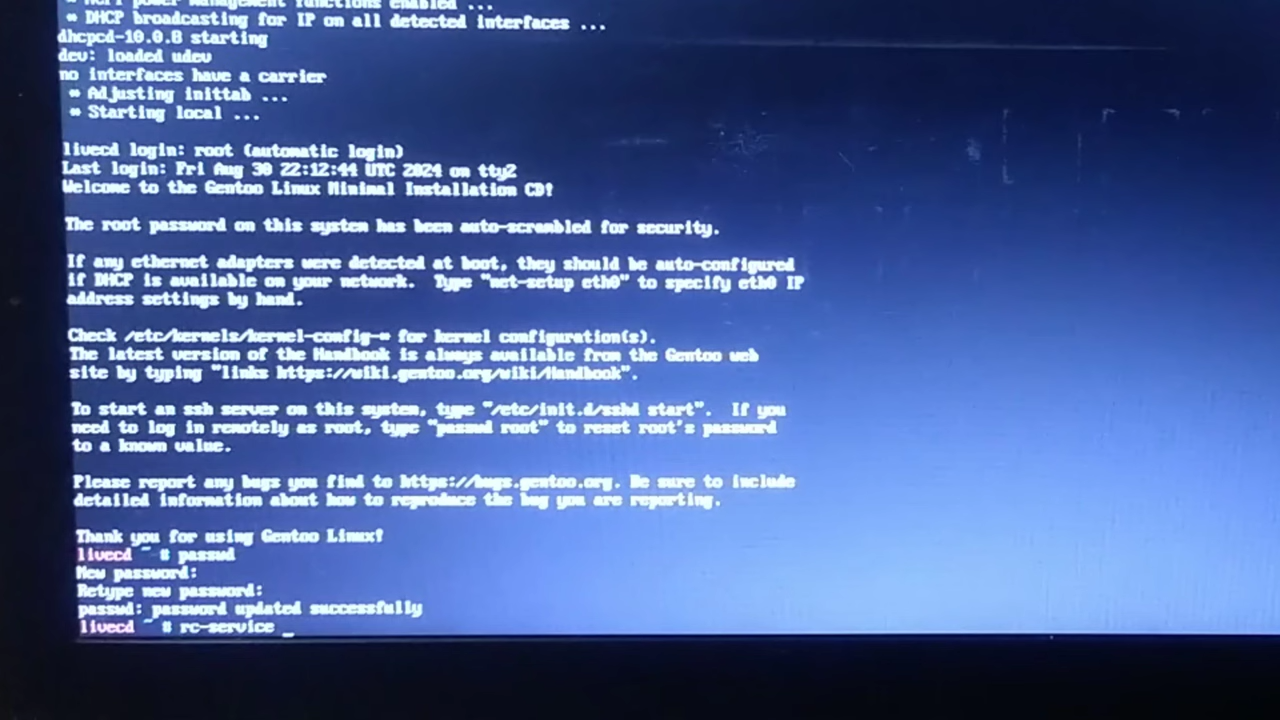 * ACPI power management functions enabled ...
* DHCP broadcasting for IP on all detected interfaces ...
dhcpcd-10.0.8 starting
dev: loaded udev
no interfaces have a carrier
* Adjusting inittab ...
* Starting local ...
livecd login: root (automatic login)
Last login: Fri Aug 30 22:12:44 UTC 2024 on tty2
Welcome to the Gentoo Linux Minimal Installation CD!
The root password on this system has been auto-scrambled for security.
If any ethernet adapters were detected at boot, they should be auto-configured
if DHCP is available on your network.  Type "net-setup eth0" to specify eth0 IP
address settings by hand.
Check /etc/kernels/kernel-config-* for kernel configuration(s).
The latest version of the Handbook is always available from the Gentoo web
site by typing "links https://wiki.gentoo.org/wiki/Handbook".
To start an ssh server on this system, type "/etc/init.d/sshd start".  If you
need to log in remotely as root, type "passwd root" to reset root's password
to a known value.
Please report any bugs you find to https://bugs.gentoo.org. Be sure to include
detailed information about how to reproduce the bug you are reporting.
Thank you for using Gentoo Linux!
livecd ~ # passwd
New password:
Retype new password:
passwd: password updated successfully
livecd ~ # rc-service _